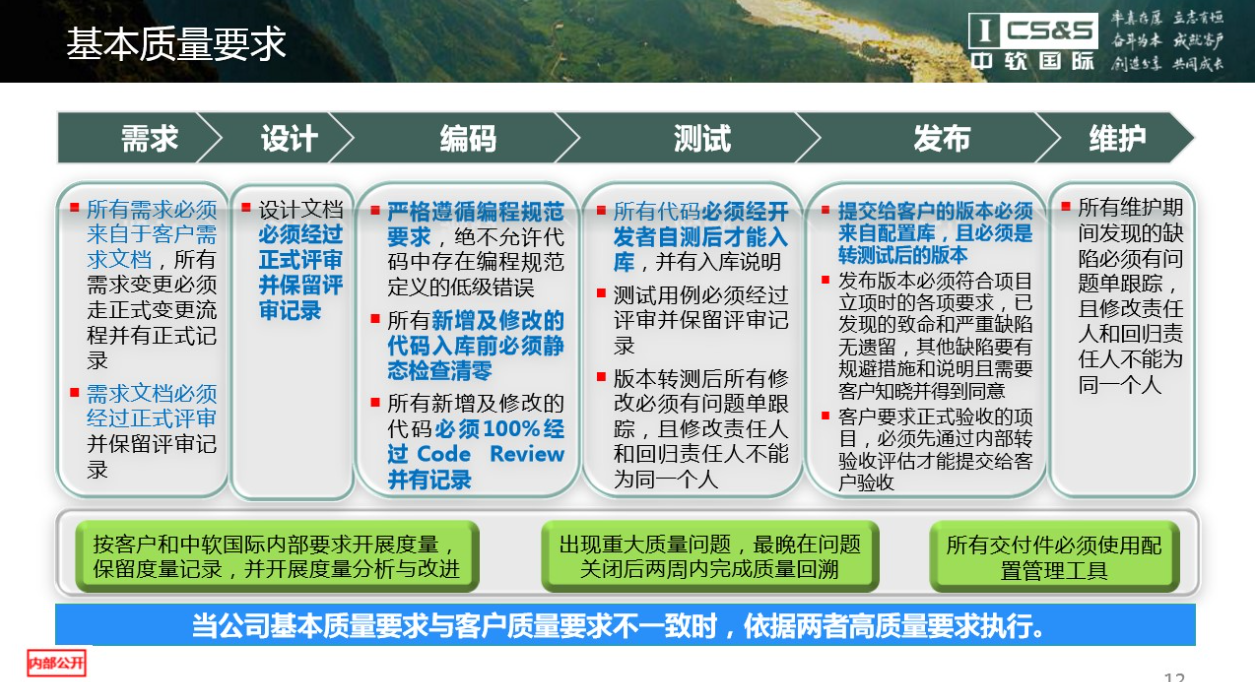 基本质量要求
I CS&S
中软国际
率真在厚 立志有恒
奋斗为本 成就客户
创造分享 共同成长
需求
设计
编码
测试
发布
维护
所有需求必须
来自于客户需
求文档，所有
需求变更必须
走正式变更流
程并有正式记
录
需求文档必须
经过正式评审
并保留评审记
录
设计文档
必须经过
正式评审
并保留评
审记录
严格遵循编程规范
要求，绝不允许代
码中存在编程规范
定义的低级错误
所有新增及修改的
代码入库前必须静
态检查清零
所有新增及修改的
代码必须100%经
过 Code Review
并有记录
所有代码必须经开
发者自测后才能入
库，并有入库说明
测试用例必须经过
评审并保留评审记
录
版本转测后所有修
改必须有问题单跟
踪，且修改责任人
和回归责任人不能
为同一个人
提交给客户的版本必须
来自配置库，且必须是
转测试后的版本
发布版本必须符合项目
立项时的各项要求，已
发现的致命和严重缺陷
无遗留，其他缺陷要有
规避措施和说明且需要
客户知晓并得到同意
客户要求正式验收的项
目，必须先通过内部转
验收评估才能提交给客
户验收
所有维护期
间发现的缺
陷必须有问
题单跟踪，
且修改责任
人和回归责
任人不能为
同一个人
按客户和中软国际内部要求开展度量，
保留度量记录，并开展度量分析与改进
出现重大质量问题，最晚在问题
关闭后两周内完成质量回溯
所有交付件必须使用配
置管理工具
当公司基本质量要求与客户质量要求不一致时，依据两者高质量要求执行。
内部公开
12